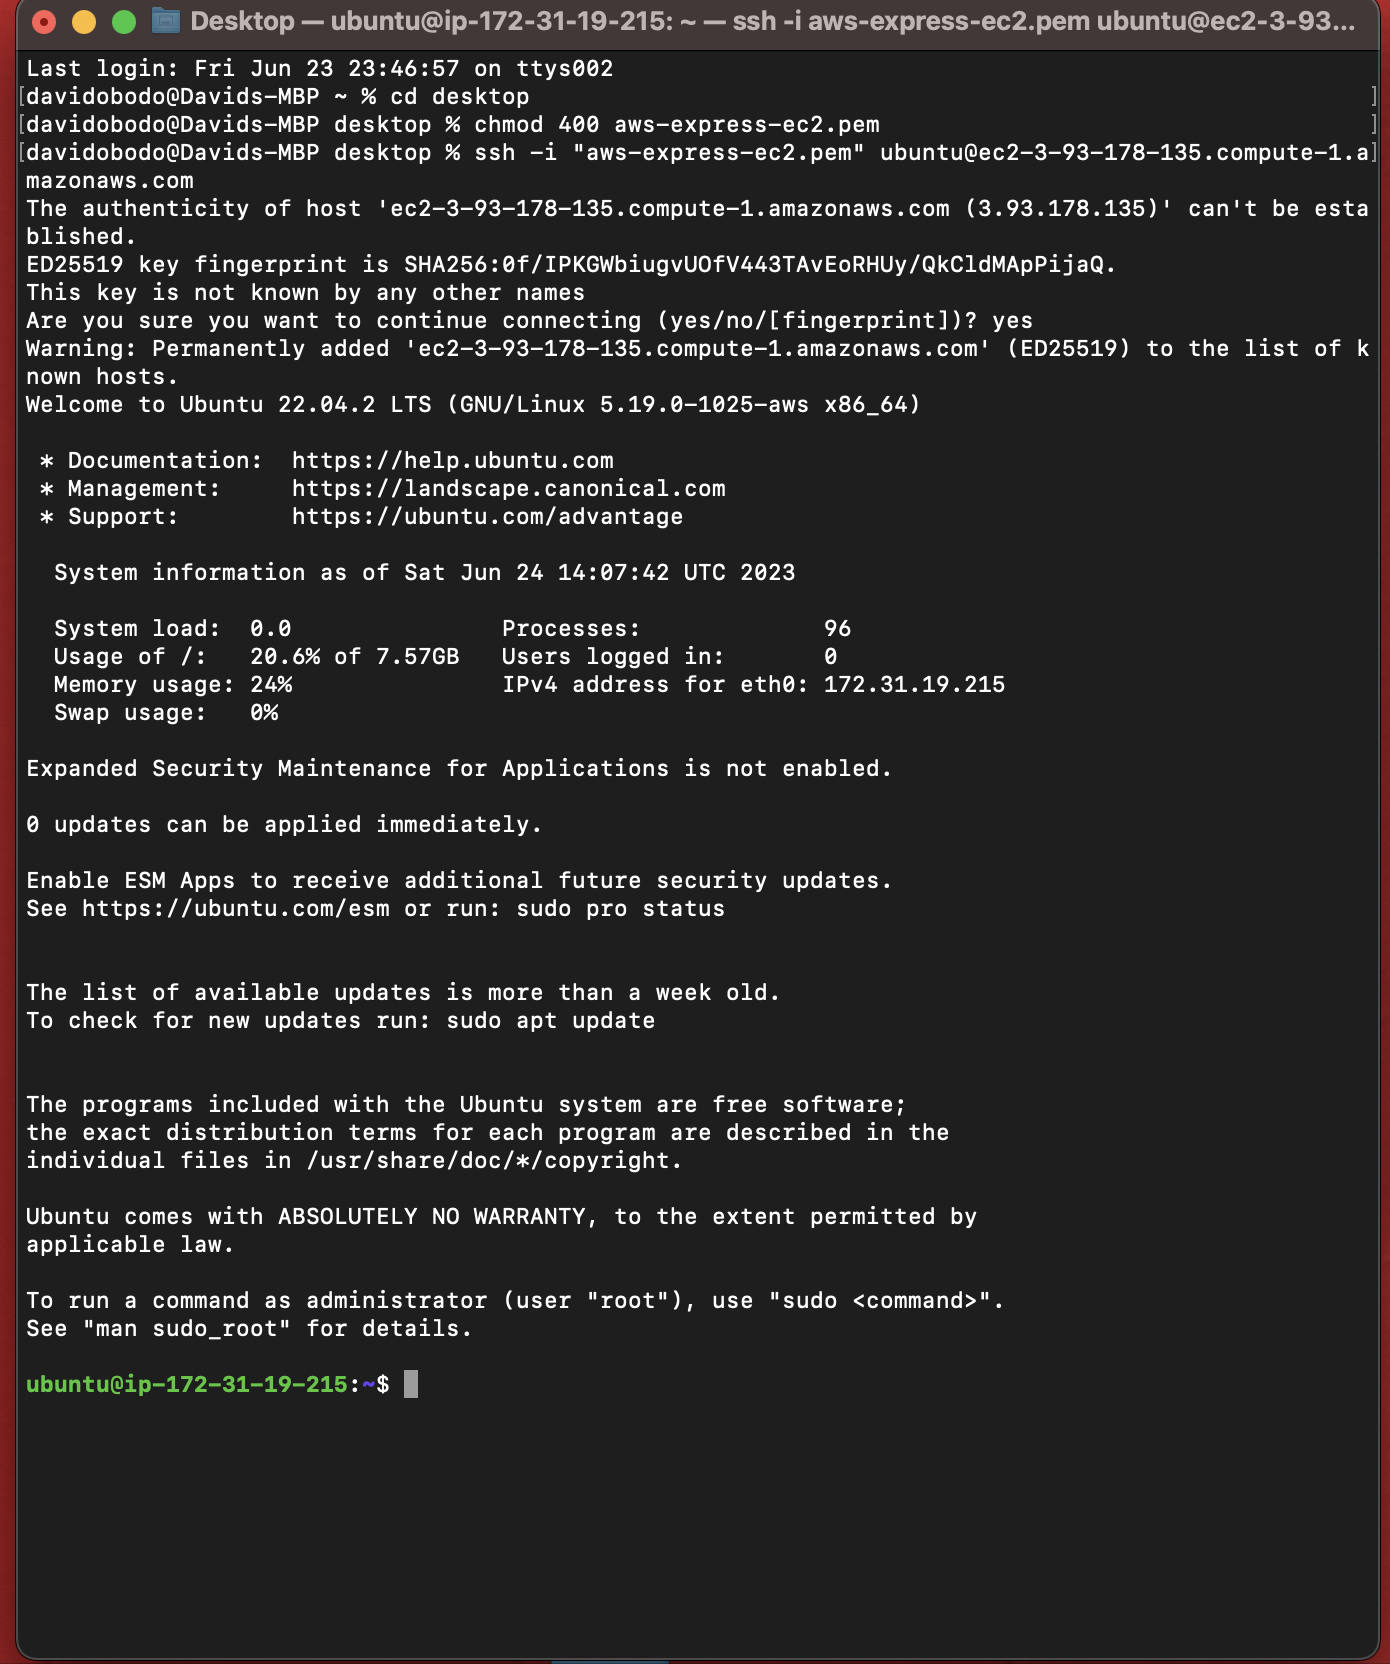 Desktop — ubuntu@ip-172-31-19-215: ~ — ssh -i aws-express-ec2.pem ubuntu@ec2-3-93...
Last login: Fri Jun 23 23:46:57 on ttys002
[davidobodo@Davids-MBP ~ % cd desktop ]
[davidobodo@Davids-MBP desktop % chmod 400 aws-express-ec2.pem ]
[davidobodo@Davids-MBP desktop % ssh -i "aws-express-ec2.pem" ubuntu@ec2-3-93-178-135.compute-1.a]
mazonaws.com
The authenticity of host 'ec2-3-93-178-135.compute-1.amazonaws.com (3.93.178.135)' can't be esta
blished.
ED25519 key fingerprint is SHA256:0f/IPKGWbiugvUOfV443TAvEoRHUy/QkCldMApPijaQ.
This key is not known by any other names
Are you sure you want to continue connecting (yes/no/[fingerprint])? yes
Warning: Permanently added 'ec2-3-93-178-135.compute-1.amazonaws.com' (ED25519) to the list of k
nown hosts.
Welcome to Ubuntu 22.04.2 LTS (GNU/Linux 5.19.0-1025-aws x86_64)
* Documentation:  https://help.ubuntu.com
* Management:     https://landscape.canonical.com
* Support:        https://ubuntu.com/advantage
System information as of Sat Jun 24 14:07:42 UTC 2023
System load:  0.0               Processes:             96
Usage of /:   20.6% of 7.57GB   Users logged in:       0
Memory usage: 24%               IPv4 address for eth0: 172.31.19.215
Swap usage:   0%
Expanded Security Maintenance for Applications is not enabled.
0 updates can be applied immediately.
Enable ESM Apps to receive additional future security updates.
See https://ubuntu.com/esm or run: sudo pro status
The list of available updates is more than a week old.
To check for new updates run: sudo apt update
The programs included with the Ubuntu system are free software;
the exact distribution terms for each program are described in the
individual files in /usr/share/doc/*/copyright.
Ubuntu comes with ABSOLUTELY NO WARRANTY, to the extent permitted by
applicable law.
To run a command as administrator (user "root"), use "sudo <command>".
See "man sudo_root" for details.
ubuntu@ip-172-31-19-215:~$